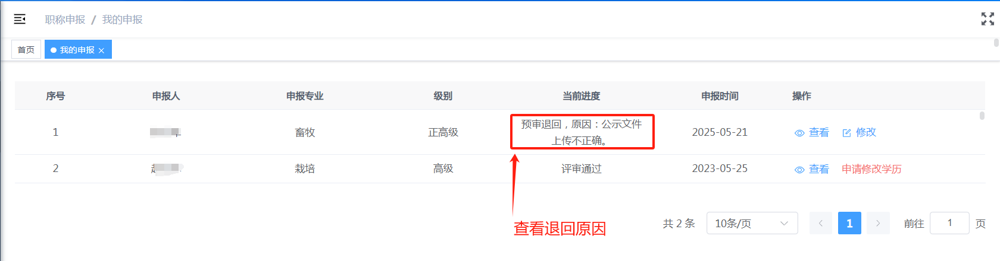 职称申报 / 我的申报
首页 我的申报 ×
序号 申报人 申报专业 级别 当前进度 申报时间 操作
1 畜牧 正高级 预审退回，原因：公示文件 2025-05-21 查看 修改
上传不正确。
2 栽培 高级 评审通过 2023-05-25 查看 申请修改学历
共 2 条 10条/页 < 1 > 前往 1 页
查看退回原因